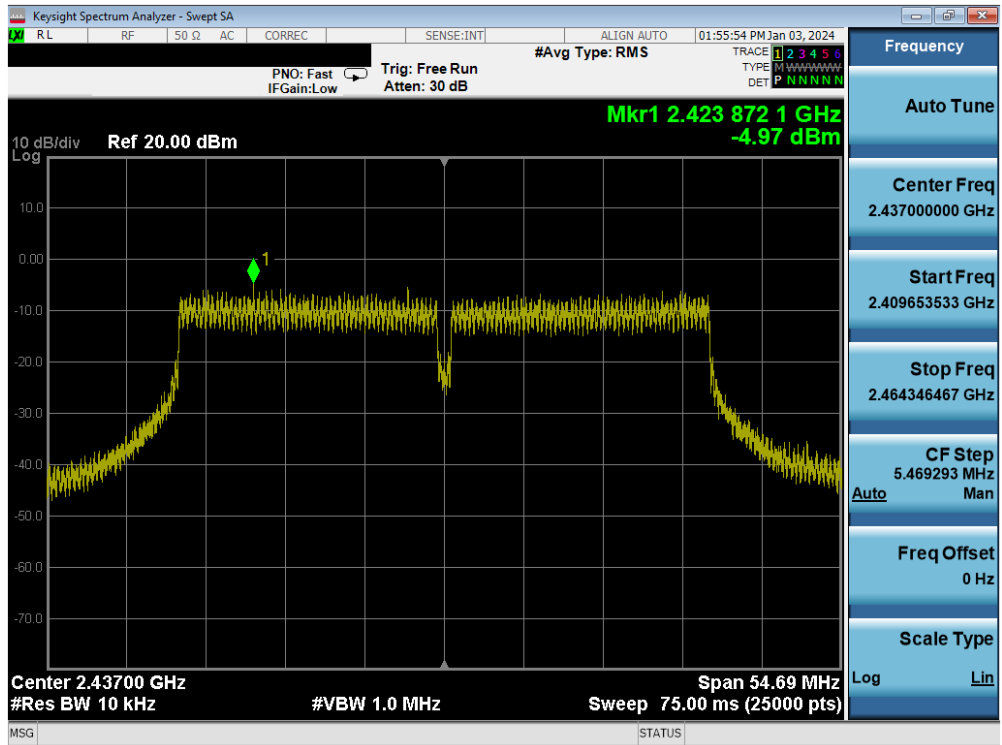 Keysight Spectrum Analyzer - Swept SA
LXI RL RF 50 Ω AC CORREC SENSE:INT ALIGN AUTO 01:55:54 PM Jan 03, 2024
PNO: Fast
IFGain:Low
Trig: Free Run
Atten: 30 dB
#Avg Type: RMS
TRACE 1 2 3 4 5 6
TYPE M WWWWW
DET P N N N N N
Mkr1 2.423 872 1 GHz
-4.97 dBm
10 dB/div Ref 20.00 dBm
Log
10.0
0.00
-10.0
-20.0
-30.0
-40.0
-50.0
-60.0
-70.0
1
Center 2.43700 GHz Span 54.69 MHz
#Res BW 10 kHz #VBW 1.0 MHz Sweep 75.00 ms (25000 pts)
MSG STATUS
Frequency
Auto Tune
Center Freq
2.437000000 GHz
Start Freq
2.409653533 GHz
Stop Freq
2.464346467 GHz
CF Step
5.469293 MHz
Auto Man
Freq Offset
0 Hz
Scale Type
Log Lin